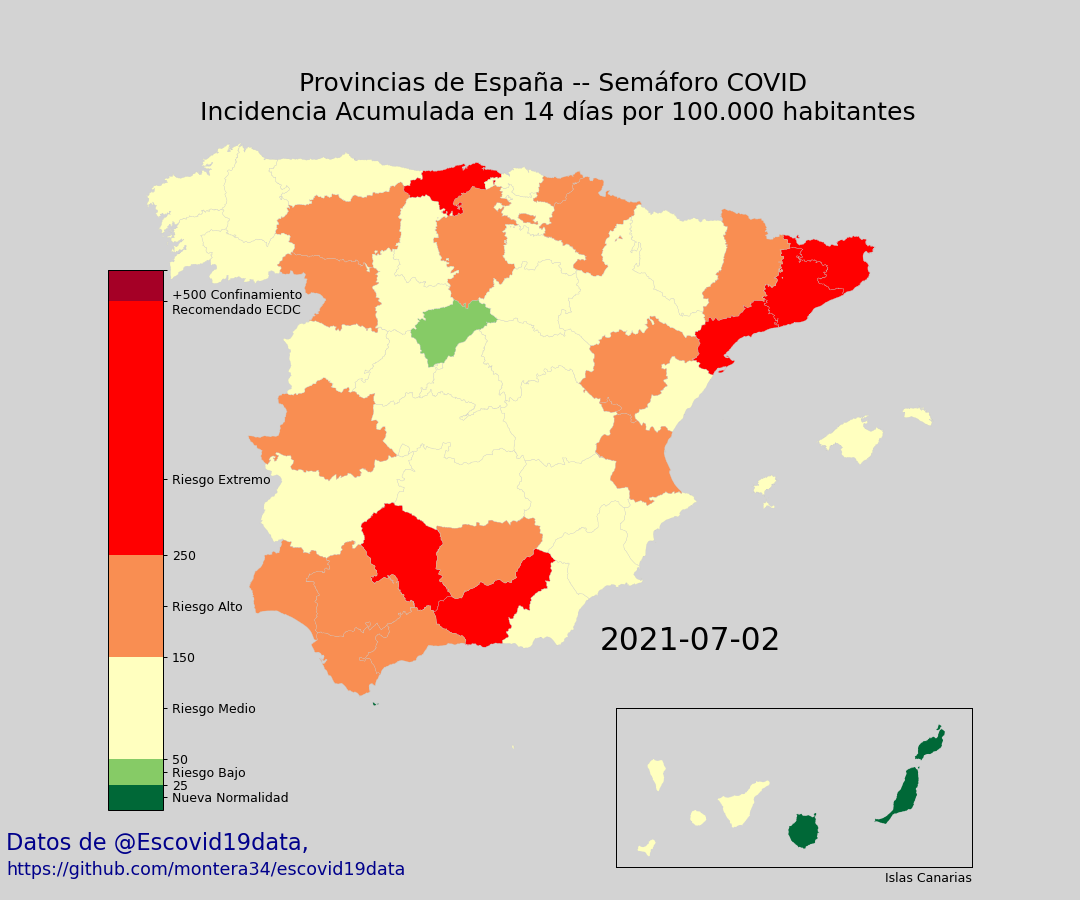 Provincias de España -- Semáforo COVID
Incidencia Acumulada en 14 días por 100.000 habitantes
+500 Confinamiento
Recomendado ECDC
Riesgo Extremo
250
Riesgo Alto
150
Riesgo Medio
50
Riesgo Bajo
25
Nueva Normalidad
2021-07-02
Islas Canarias
Datos de @Escovid19data,
https://github.com/montera34/escovid19data